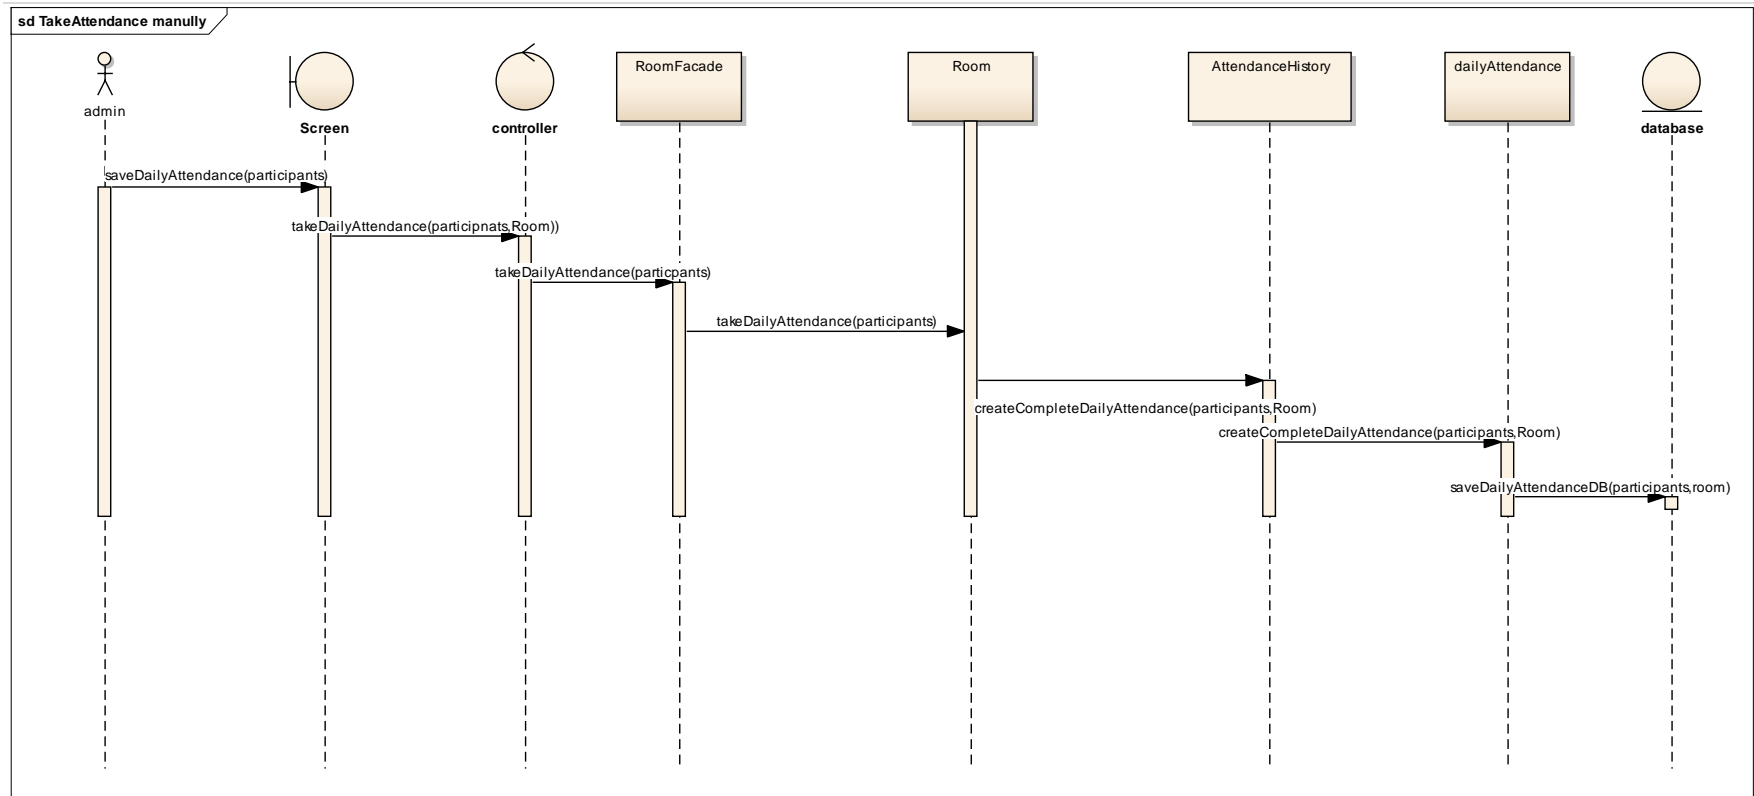 sd TakeAttendance manully
admin
Screen
controller
RoomFacade
Room
AttendanceHistory
dailyAttendance
database
saveDailyAttendance(participants)
takeDailyAttendance(participnats,Room))
takeDailyAttendance(particpants)
takeDailyAttendance(participants)
createCompleteDailyAttendance(participants,Room)
createCompleteDailyAttendance(participants,Room)
saveDailyAttendanceDB(participants,room)